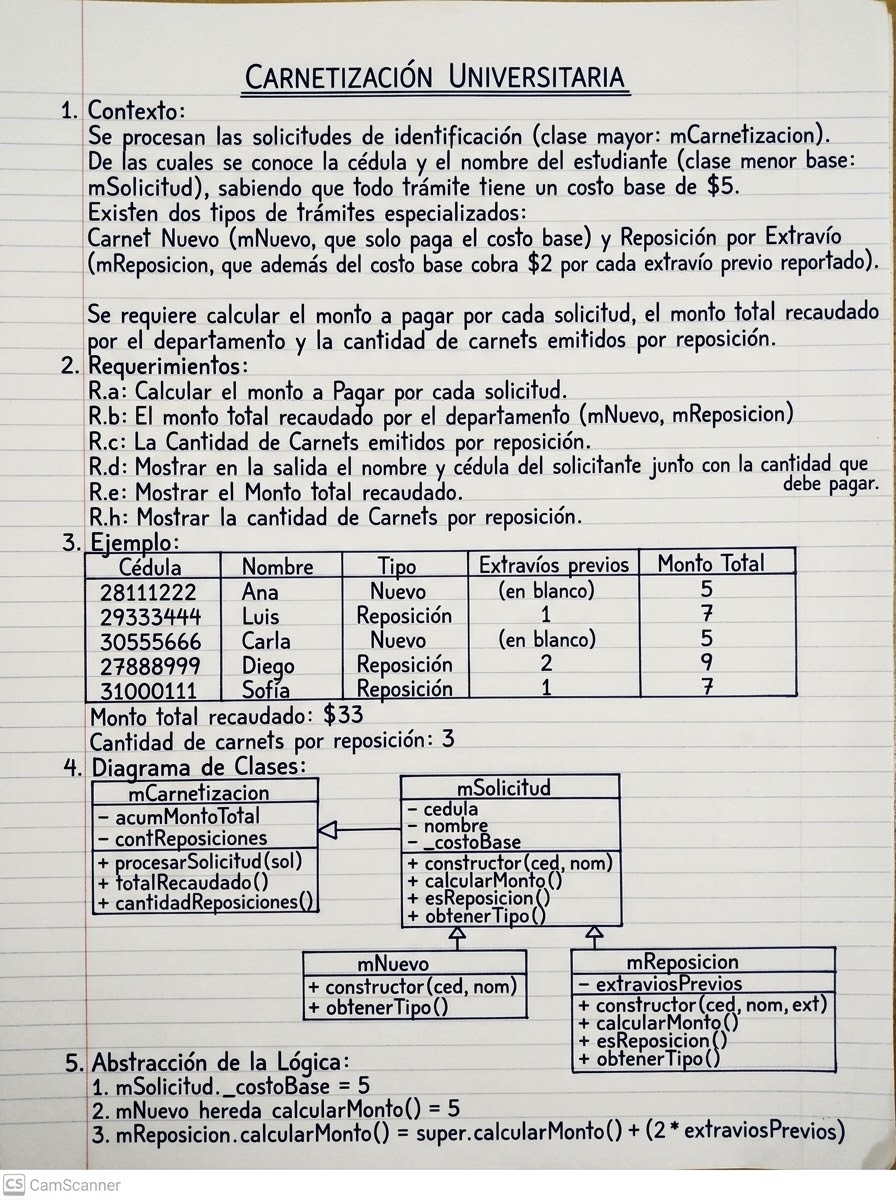 CARNETIZACIÓN UNIVERSITARIA
1. Contexto:
Se procesan las solicitudes de identificación (clase mayor: mCarnetizacion).
De las cuales se conoce la cédula y el nombre del estudiante (clase menor base:
mSolicitud), sabiendo que todo trámite tiene un costo base de $5.
Existen dos tipos de trámites especializados:
Carnet Nuevo (mNuevo, que solo paga el costo base) y Reposición por Extravío
(mReposicion, que además del costo base cobra $2 por cada extravío previo reportado).
Se requiere calcular el monto a pagar por cada solicitud, el monto total recaudado
por el departamento y la cantidad de carnets emitidos por reposición.
2. Requerimientos:
R.a: Calcular el monto a Pagar por cada solicitud.
R.b: El monto total recaudado por el departamento (mNuevo, mReposicion)
R.c: La Cantidad de Carnets emitidos por reposición.
R.d: Mostrar en la salida el nombre y cédula del solicitante junto con la cantidad que
debe pagar.
R.e: Mostrar el Monto total recaudado.
R.h: Mostrar la cantidad de Carnets por reposición.
3. Ejemplo:
Cédula Nombre Tipo Extravíos previos Monto Total
28111222 Ana Nuevo (en blanco) 5
29333444 Luis Reposición 1 7
30555666 Carla Nuevo (en blanco) 5
27888999 Diego Reposición 2 9
31000111 Sofía Reposición 1 7
Monto total recaudado: $33
Cantidad de carnets por reposición: 3
4. Diagrama de Clases:
mCarnetizacion
- acumMontoTotal
- contReposiciones
+ procesarSolicitud(sol)
+ totalRecaudado()
+ cantidadReposiciones()
mSolicitud
- cedula
- nombre
- _costoBase
+ constructor(ced, nom)
+ calcularMonto()
+ esReposicion()
+ obtenerTipo()
mNuevo
+ constructor(ced, nom)
+ obtenerTipo()
mReposicion
- extraviosPrevios
+ constructor(ced, nom, ext)
+ calcularMonto()
+ esReposicion()
+ obtenerTipo()
5. Abstracción de la Lógica:
1. mSolicitud._costoBase = 5
2. mNuevo hereda calcularMonto() = 5
3. mReposicion.calcularMonto() = super.calcularMonto() + (2 * extraviosPrevios)
CS CamScanner